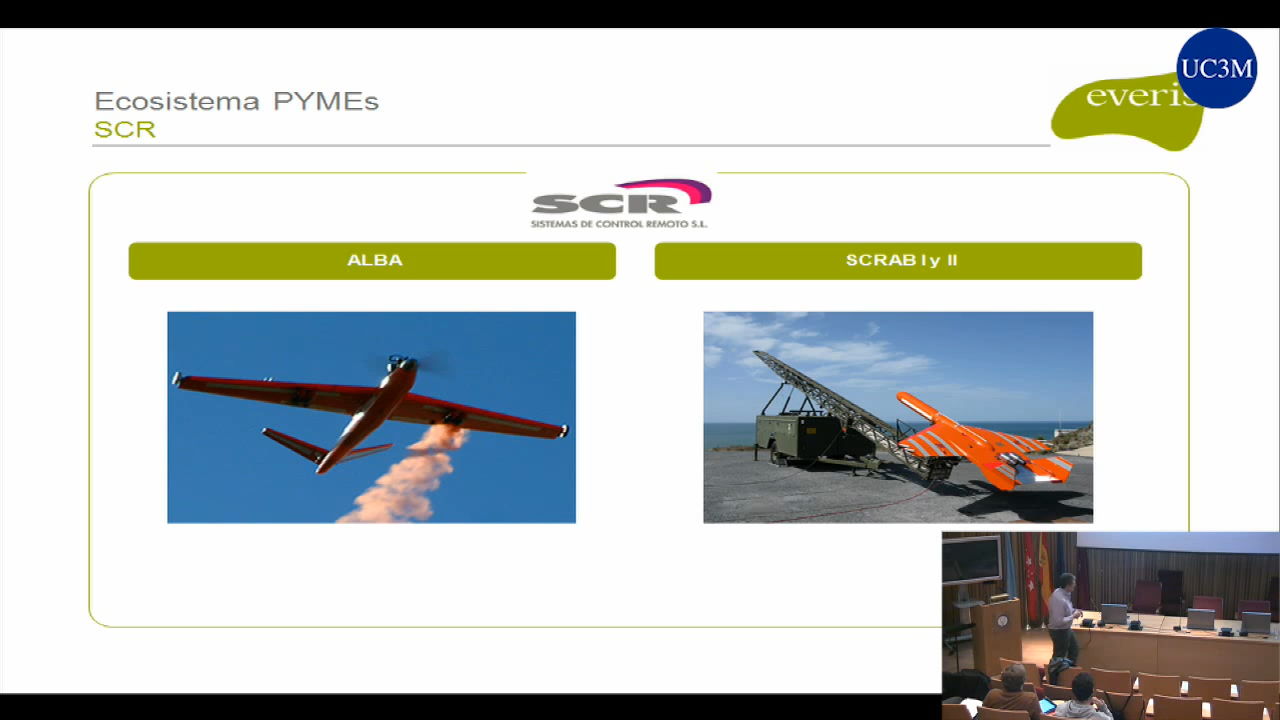 Ecosistema PYMEs
SCR
everis
UC3M
SCR
SISTEMAS DE CONTROL REMOTO S.L.
ALBA
SCRAB I y II